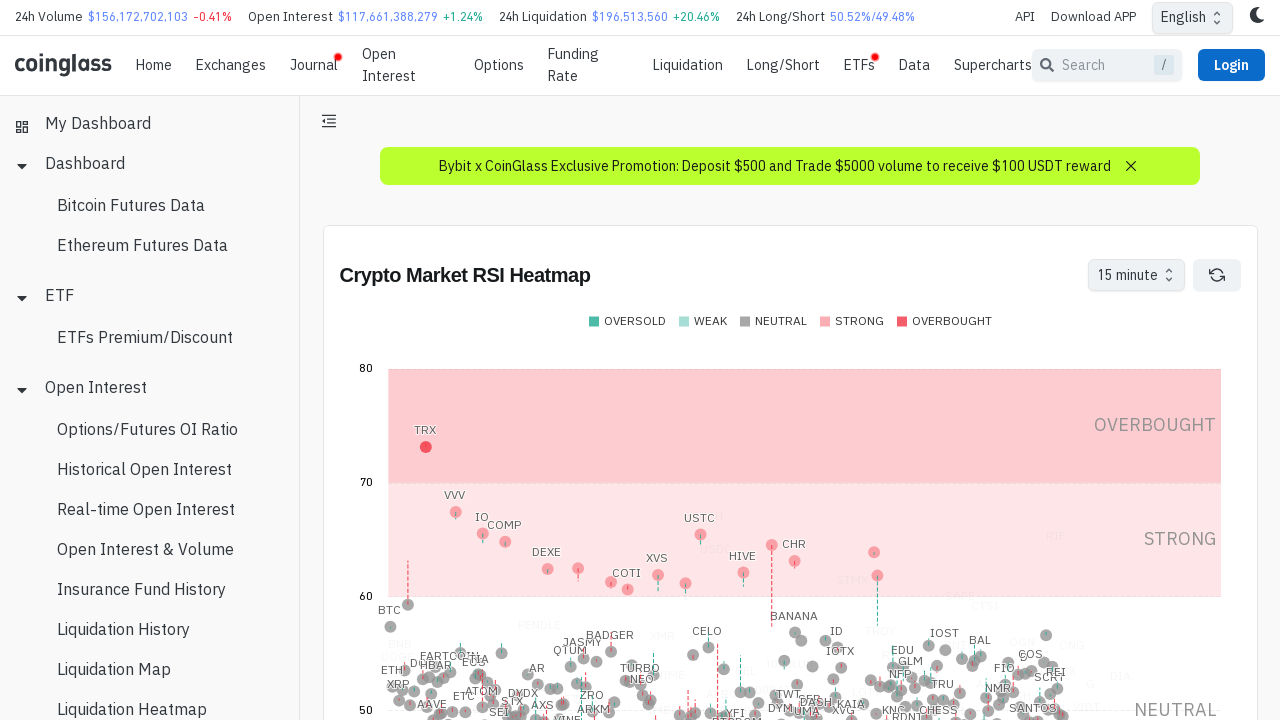 24h Volume $156,172,702,103 -0.41% Open Interest $117,661,388,279 +1.24% 24h Liquidation $196,513,560 +20.46% 24h Long/Short 50.52%/49.48% API Download APP English
coinglass Home Exchanges Journal Open Interest Options Funding Rate Liquidation Long/Short ETFs Data Supercharts Search / Login
My Dashboard
Dashboard
Bitcoin Futures Data
Ethereum Futures Data
ETF
ETFs Premium/Discount
Open Interest
Options/Futures OI Ratio
Historical Open Interest
Real-time Open Interest
Open Interest & Volume
Insurance Fund History
Liquidation History
Liquidation Map
Liquidation Heatmap
Bybit x CoinGlass Exclusive Promotion: Deposit $500 and Trade $5000 volume to receive $100 USDT reward
Crypto Market RSI Heatmap
15 minute
OVERSOLD WEAK NEUTRAL STRONG OVERBOUGHT
80
OVERBOUGHT
TRX
70
VVV
IO
COMP
USTC
STRONG
DEXE
XVS
HIVE
CHR
COTI
60
BTC
BANANA
PENDLE
XMR
BADGER
CELO
ID
IOST
JASMY
QTUM
IOTX
EDU
BAL
FARTCOIN
GLM
COS
ETH
HBAR
AR
TURBO
NEO
NFP
FIO
REI
SCRT
XRP
ATOM
ETC
DYDX
ZRO
TWT
TRU
NMR
AAVE
STX
AXS
ARKM
DYM
DASH
KAIA
SANTOS
50
SEI
YFI
UMA
XVG
KNC
CHESS
NEUTRAL